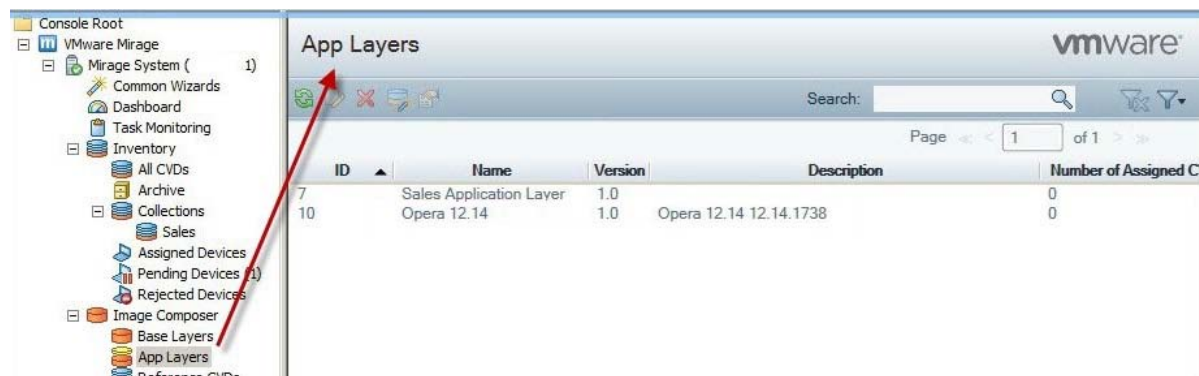 Console Root
VMware Mirage
Mirage System ( 1)
Common Wizards
Dashboard
Task Monitoring
Inventory
All CVDs
Archive
Collections
Sales
Assigned Devices
Pending Devices (1)
Rejected Devices
Image Composer
Base Layers
App Layers
Reference CVDs
App Layers
vmware
Search:
Page 1 of 1
ID Name Version Description Number of Assigned C
7 Sales Application Layer 1.0 0
10 Opera 12.14 1.0 Opera 12.14 12.14.1738 0